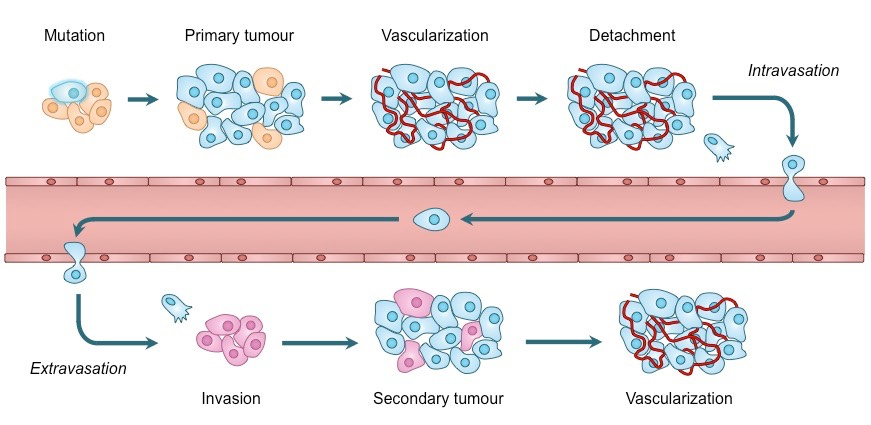 Mutation
Primary tumour
Vascularization
Detachment
Intravasation
Extravasation
Invasion
Secondary tumour
Vascularization